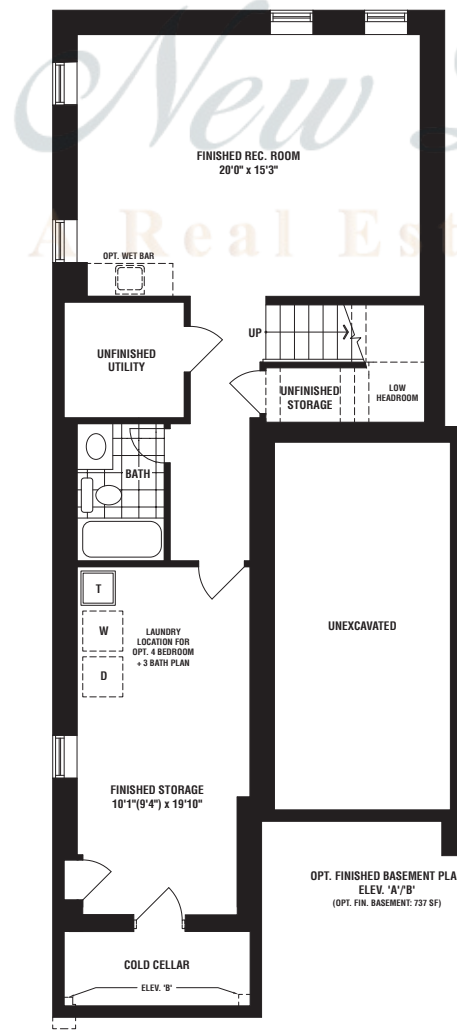 New
A Real Est
FINISHED REC. ROOM
20'0" x 15'3"
OPT. WET BAR
UP
UNFINISHED
UTILITY
UNFINISHED
STORAGE
LOW
HEADROOM
BATH
T
W
D
LAUNDRY
LOCATION FOR
OPT. 4 BEDROOM
+ 3 BATH PLAN
UNEXCAVATED
FINISHED STORAGE
10'1"(9'4") x 19'10"
OPT. FINISHED BASEMENT PLA
ELEV. 'A'/'B'
(OPT. FIN. BASEMENT: 737 SF)
COLD CELLAR
ELEV. 'B'